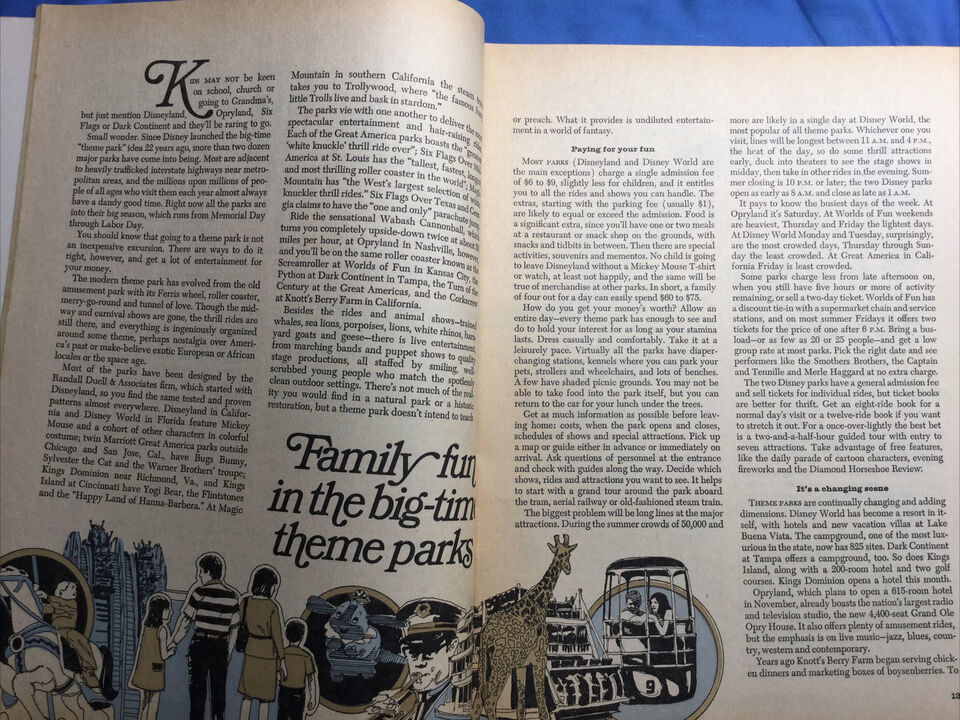 KIDS MAY NOT be keen
on school, church or
going to Grandma's,
but just mention Disneyland, Opryland, Six
Flags or Dark Continent and they'll be raring to go.
Small wonder. Since Disney launched the big-time
"theme park" idea 22 years ago, more than two dozen
major parks have come into being. Most are adjacent
to heavily trafficked interstate highways near metro-
politan areas, and the millions upon millions of peo-
ple of all ages who visit them each year almost always
have a dandy good time. Right now all the parks are
into their big season, which runs from Memorial Day
through Labor Day.
You should know that going to a theme park is not
an inexpensive excursion. There are ways to do it
right, however, and get a lot of entertainment for
your money.
The modern theme park has evolved from the old
amusement park with its Ferris wheel, roller coaster,
merry-go-round and tunnel of love. Though the mid-
way and carnival shows are gone, the thrill rides are
still there, and everything is ingeniously organized
around some theme, perhaps nostalgia over Ameri-
ca's past or make-believe exotic European or African
locales or the space age.
Most of the parks have been designed by the
Randall Duell & Associates firm, which started with
Disneyland, so you find the same tested and proven
patterns almost everywhere. Disneyland in Califor-
nia and Disney World in Florida feature Mickey
Mouse and a cohort of other characters in colorful
costume; twin Marriott Great America parks outside
Chicago and San Jose, Cal., have Bugs Bunny,
Sylvester the Cat and the Warner Brothers' troupe;
Kings Dominion near Richmond, Va., and Kings
Island at Cincinnati have Yogi Bear, the Flintstones
and the "Happy Land of Hanna-Barbera." At Magic
Mountain in southern California the steam
takes you to Trollywood, where "the famous
little Trolls live and bask in stardom."
The parks vie with one another to deliver the most
spectacular entertainment and hair-raising rides.
Each of the Great America parks boasts the "greatest
'white knuckle' thrill ride ever"; Six Flags Over Mid-
America at St. Louis has the "tallest, fastest, longest
and most thrilling roller coaster in the world"; Magic
Mountain has "the West's largest selection of white
knuckler thrill rides." Six Flags Over Texas and Geor-
gia claims to have the "one and only" parachute jump.
Ride the sensational Wabash Cannonball, which
turns you completely upside-down twice at about 50
miles per hour, at Opryland in Nashville, however,
and you'll be on the same roller coaster known as the
Screamroller at Worlds of Fun in Kansas City, the
Python at Dark Continent in Tampa, the Turn of the
Century at the Great Americas, and the Corkscrew
at Knott's Berry Farm in California.
Besides the rides and animal shows—trained
whales, sea lions, porpoises, lions, white rhinos, barn-
yard goats and geese—there is live entertainment,
from marching bands and puppet shows to quality
stage productions, all staffed by smiling, well-
scrubbed young people who match the spotlessly
clean outdoor settings. There's not much of the real-
ity you would find in a natural park or a historic
restoration, but a theme park doesn't intend to teach
Family fun
in the big-time
theme parks
or preach. What it provides is undiluted entertain-
ment in a world of fantasy.
Paying for your fun
MOST PARKS (Disneyland and Disney World are
the main exceptions) charge a single admission fee
of $6 to $9, slightly less for children, and it entitles
you to all the rides and shows you can handle. The
extras, starting with the parking fee (usually $1),
are likely to equal or exceed the admission. Food is
a significant extra, since you'll have one or two meals
at a restaurant or snack shop on the grounds, with
snacks and tidbits in between. Then there are special
activities, souvenirs and mementos. No child is going
to leave Disneyland without a Mickey Mouse T-shirt
or watch, at least not happily, and the same will be
true of merchandise at other parks. In short, a family
of four out for a day can easily spend $60 to $75.
How do you get your money's worth? Allow an
entire day—every theme park has enough to see and
do to hold your interest for as long as your stamina
lasts. Dress casually and comfortably. Take it at a
leisurely pace. Virtually all the parks have diaper-
changing stations, kennels where you can park your
pets, strollers and wheelchairs, and lots of benches.
A few have shaded picnic grounds. You may not be
able to take food into the park itself, but you can
return to the car for your lunch under the trees.
Get as much information as possible before leav-
ing home: costs, when the park opens and closes,
schedules of shows and special attractions. Pick up
a map or guide either in advance or immediately on
arrival. Ask questions of personnel at the entrance
and check with guides along the way. Decide which
shows, rides and attractions you want to see. It helps
to start with a grand tour around the park aboard
the tram, aerial railway or old-fashioned steam train.
The biggest problem will be long lines at the major
attractions. During the summer crowds of 50,000 and
more are likely in a single day at Disney World, the
most popular of all theme parks. Whichever one you
visit, lines will be longest between 11 A.M. and 4 P.M.,
the heat of the day, so do some thrill attractions
early, duck into theaters to see the stage shows in
midday, then take in other rides in the evening. Sum-
mer closing is 10 P.M. or later; the two Disney parks
open as early as 8 A.M. and close as late as 1 A.M.
It pays to know the busiest days of the week. At
Opryland it's Saturday. At Worlds of Fun weekends
are heaviest, Thursday and Friday the lightest days.
At Disney World Monday and Tuesday, surprisingly,
are the most crowded days, Thursday through Sun-
day the least crowded. At Great America in Cali-
fornia Friday is least crowded.
Some parks charge less from late afternoon on,
when you still have five hours or more of activity
remaining, or sell a two-day ticket. Worlds of Fun has
a discount tie-in with a supermarket chain and service
stations, and on most summer Fridays it offers two
tickets for the price of one after 6 P.M. Bring a bus-
load—or as few as 20 or 25 people—and get a low
group rate at most parks. Pick the right date and see
performers like the Smothers Brothers, the Captain
and Tennille and Merle Haggard at no extra charge.
The two Disney parks have a general admission fee
and sell tickets for individual rides, but ticket books
are better for thrift. Get an eight-ride book for a
normal day's visit or a twelve-ride book if you want
to stretch it out. For a once-over-lightly the best bet
is a two-and-a-half-hour guided tour with entry to
seven attractions. Take advantage of free features,
like the daily parade of cartoon characters, evening
fireworks and the Diamond Horseshoe Review.
It's a changing scene
THEME PARKS are continually changing and adding
dimensions. Disney World has become a resort in it-
self, with hotels and new vacation villas at Lake
Buena Vista. The campground, one of the most lux-
urious in the state, now has 825 sites. Dark Continent
at Tampa offers a campground, too. So does Kings
Island, along with a 200-room hotel and two golf
courses. Kings Dominion opens a hotel this month.
Opryland, which plans to open a 615-room hotel
in November, already boasts the nation's largest radio
and television studio, the new 4,400-seat Grand Ole
Opry House. It also offers plenty of amusement rides,
but the emphasis is on live music—jazz, blues, coun-
try, western and contemporary.
Years ago Knott's Berry Farm began serving chick-
en dinners and marketing boxes of boysenberries. To
9
13